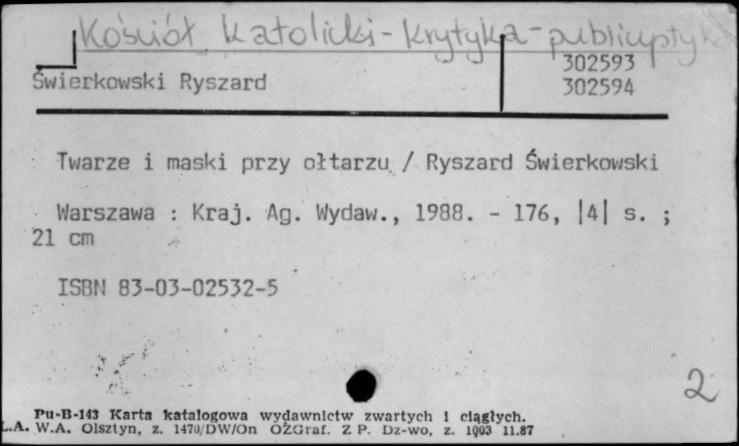 Kościół katolicki - krytyka - publicystyk
302593
Świerkowski Ryszard
302594
Twarze i maski przy ołtarzu / Ryszard Świerkowski
Warszawa : Kraj. Ag. Wydaw., 1988. - 176, |4| s. ;
21 cm
ISBN 83-03-02532-5
2
Pu-B-143 Karta katalogowa wydawnictw zwartych i ciągłych.
L.A. W.A. Olsztyn, z. 1470/DW/On OZGraf. Z P. Dz-wo, z. 1003 11.87